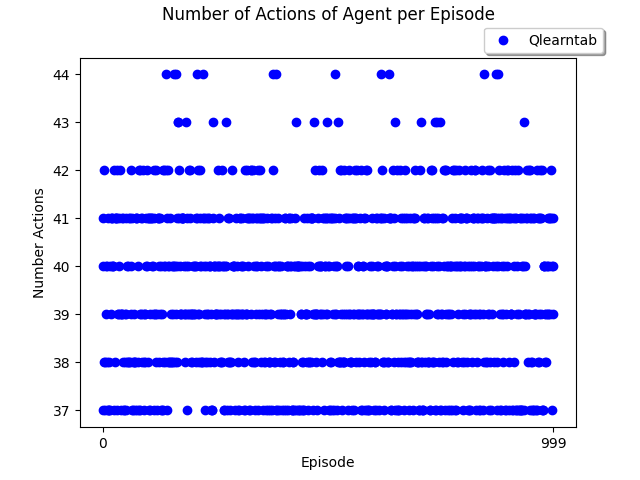 Number of Actions of Agent per Episode
Qlearntab
44
43
42
41
40
39
38
37
Number Actions
0
999
Episode